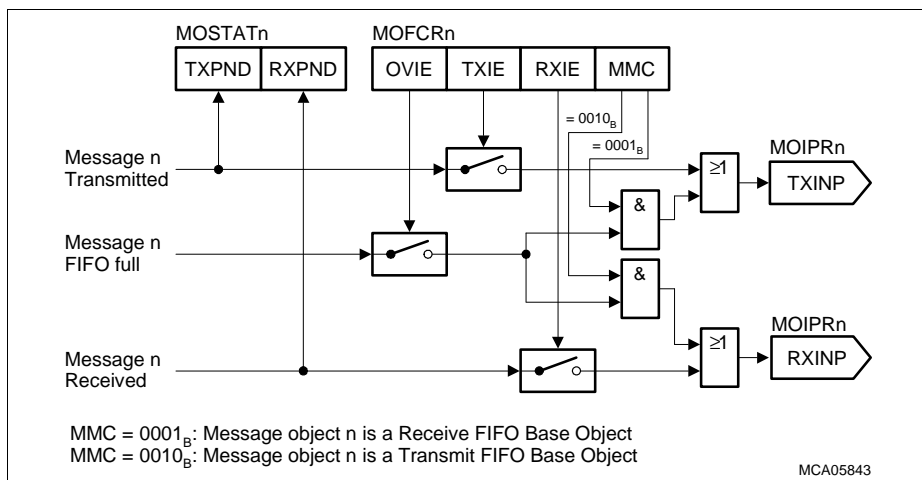 MOSTATn
MOFCRn
TXPND RXPND
OVIE TXIE RXIE MMC
= 0010B
= 0001B
Message n
Transmitted
≥1
MOIPRn
TXINP
&
Message n
FIFO full
&
MOIPRn
≥1
RXINP
Message n
Received
MMC = 0001B: Message object n is a Receive FIFO Base Object
MMC = 0010B: Message object n is a Transmit FIFO Base Object
MCA05843